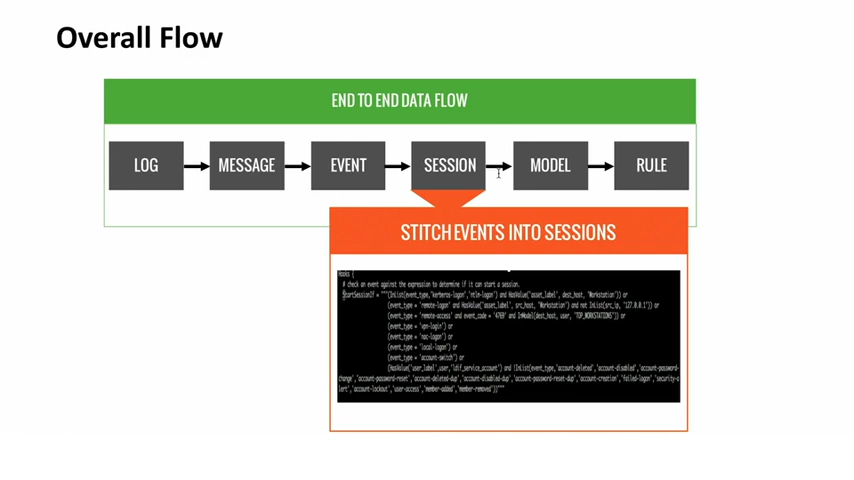 Overall Flow
END TO END DATA FLOW
LOG
MESSAGE
EVENT
SESSION
MODEL
RULE
STITCH EVENTS INTO SESSIONS
Hooks {
# check an event against the expression to determine if it can start a session.
StartSessionIf = """(InList(event_type,'kerberos-logon','ntlm-logon') and HasValue('asset_label', dest_host, 'Workstation')) or
(event_type = 'remote-logon' and HasValue('asset_label', src_host, 'Workstation') and not InList(src_ip, '127.0.0.1')) or
(event_type = 'remote-access' and event_code = '4769' and InModel(dest_host, user, 'TOP_WORKSTATIONS')) or
(event_type = 'vpn-login') or
(event_type = 'nac-logon') or
(event_type = 'local-logon') or
(event_type = 'account-switch') or
(HasValue('user_label',user,'ldif_service_account') and !InList(event_type,'account-deleted','account-disabled','account-password-
change','account-password-reset','account-deleted-dup','account-disabled-dup','account-password-reset-dup','account-creation','failed-logon','security-a
lert','account-lockout','user-access','member-added','member-removed'))"""